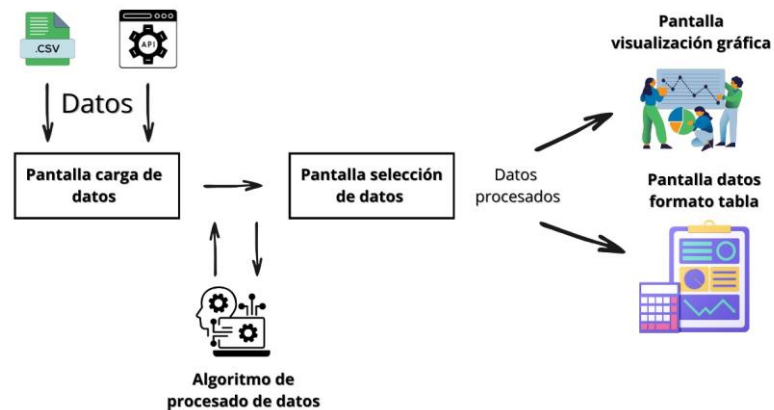 .CSV
API
Datos
Pantalla carga de
datos
Algoritmo de
procesado de datos
Pantalla selección
de datos
Datos
procesados
Pantalla
visualización gráfica
Pantalla datos
formato tabla